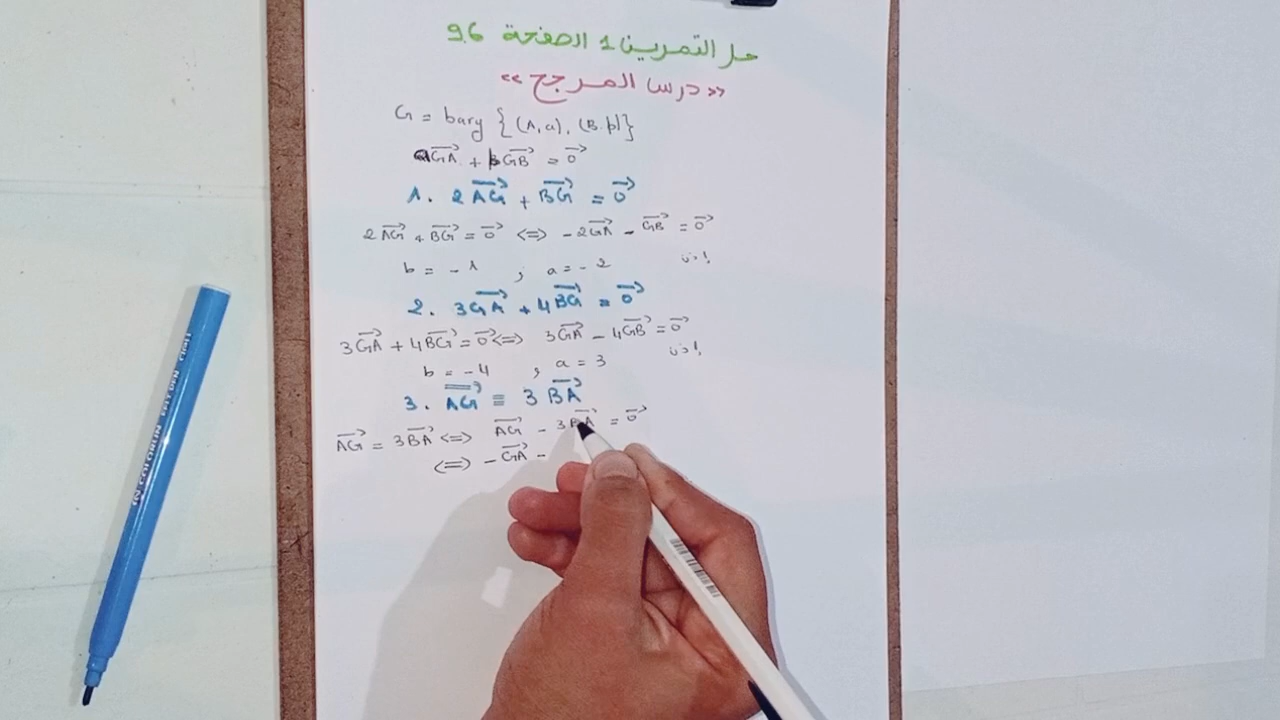 حل التمرين 1 الصفحة 96
« درس المرجح »
G = bary {(A,a), (B,b)}
aGA⃗ + bGB⃗ = 0⃗
1. 2AG⃗ + BG⃗ = 0⃗
2AG⃗ + BG⃗ = 0⃗ <=> -2GA⃗ - GB⃗ = 0⃗
إذن a = -2 ; b = -1
2. 3GA⃗ + 4BG⃗ = 0⃗
3GA⃗ + 4BG⃗ = 0⃗ <=> 3GA⃗ - 4GB⃗ = 0⃗
إذن a = 3 ; b = -4
3. AG⃗ = 3BA⃗
AG⃗ = 3BA⃗ <=> AG⃗ - 3BA⃗ = 0⃗
<=> -GA⃗ -